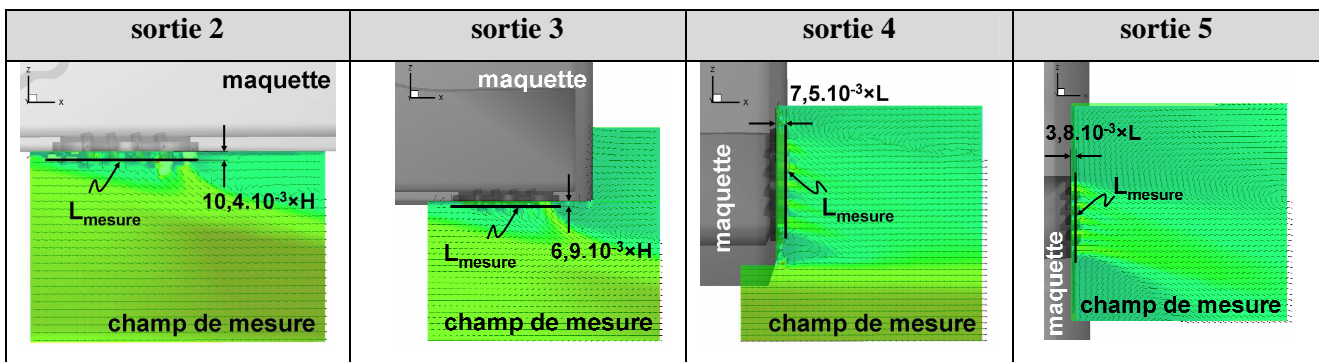 sortie 2
sortie 3
sortie 4
sortie 5
z
x
maquette
L_mesure
10,4.10⁻³×H
champ de mesure
z
x
maquette
L_mesure
6,9.10⁻³×H
champ de mesure
z
x
7,5.10⁻³×L
maquette
L_mesure
champ de mesure
z
x
3,8.10⁻³×L
L_mesure
maquette
champ de mesure